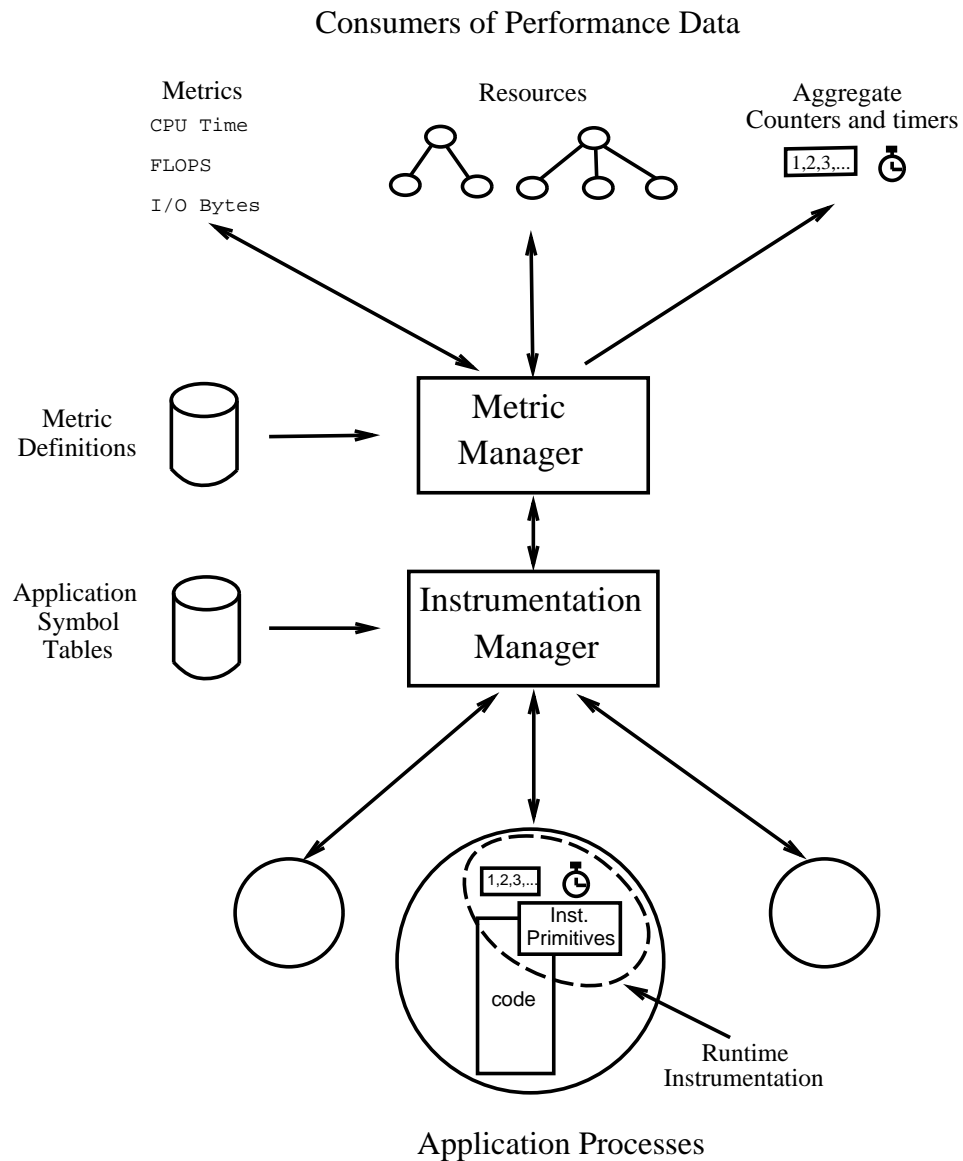 Consumers of Performance Data
Metrics
CPU Time
FLOPS
I/O Bytes
Resources
Aggregate
Counters and timers
1,2,3,...
Metric
Definitions
Metric
Manager
Application
Symbol
Tables
Instrumentation
Manager
1,2,3,...
Inst.
Primitives
code
Runtime
Instrumentation
Application Processes